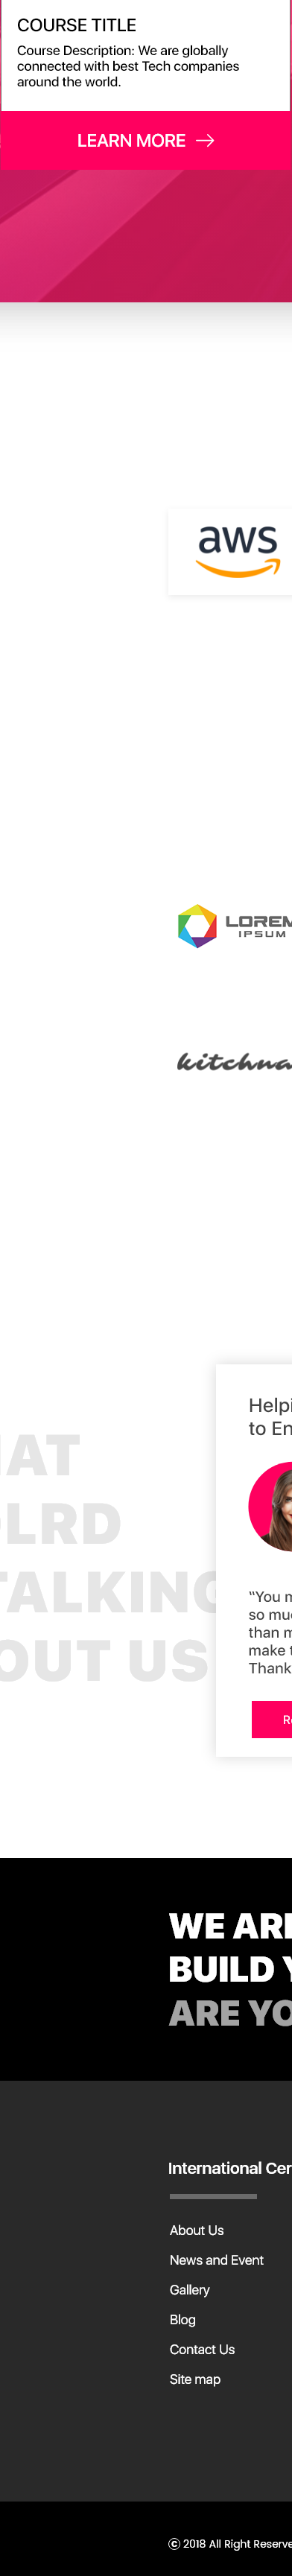 COURSE TITLE
Course Description: We are globally
connected with best Tech companies
around the world.
LEARN MORE
aws
LOREM
IPSUM
kitchna
Helpi
to En
AT
LRD
TALKING
OUT US
“You m
so muc
than m
make t
Thank
R
WE ARE
BUILD Y
ARE YO
International Cer
About Us
News and Event
Gallery
Blog
Contact Us
Site map
© 2018 All Right Reserve